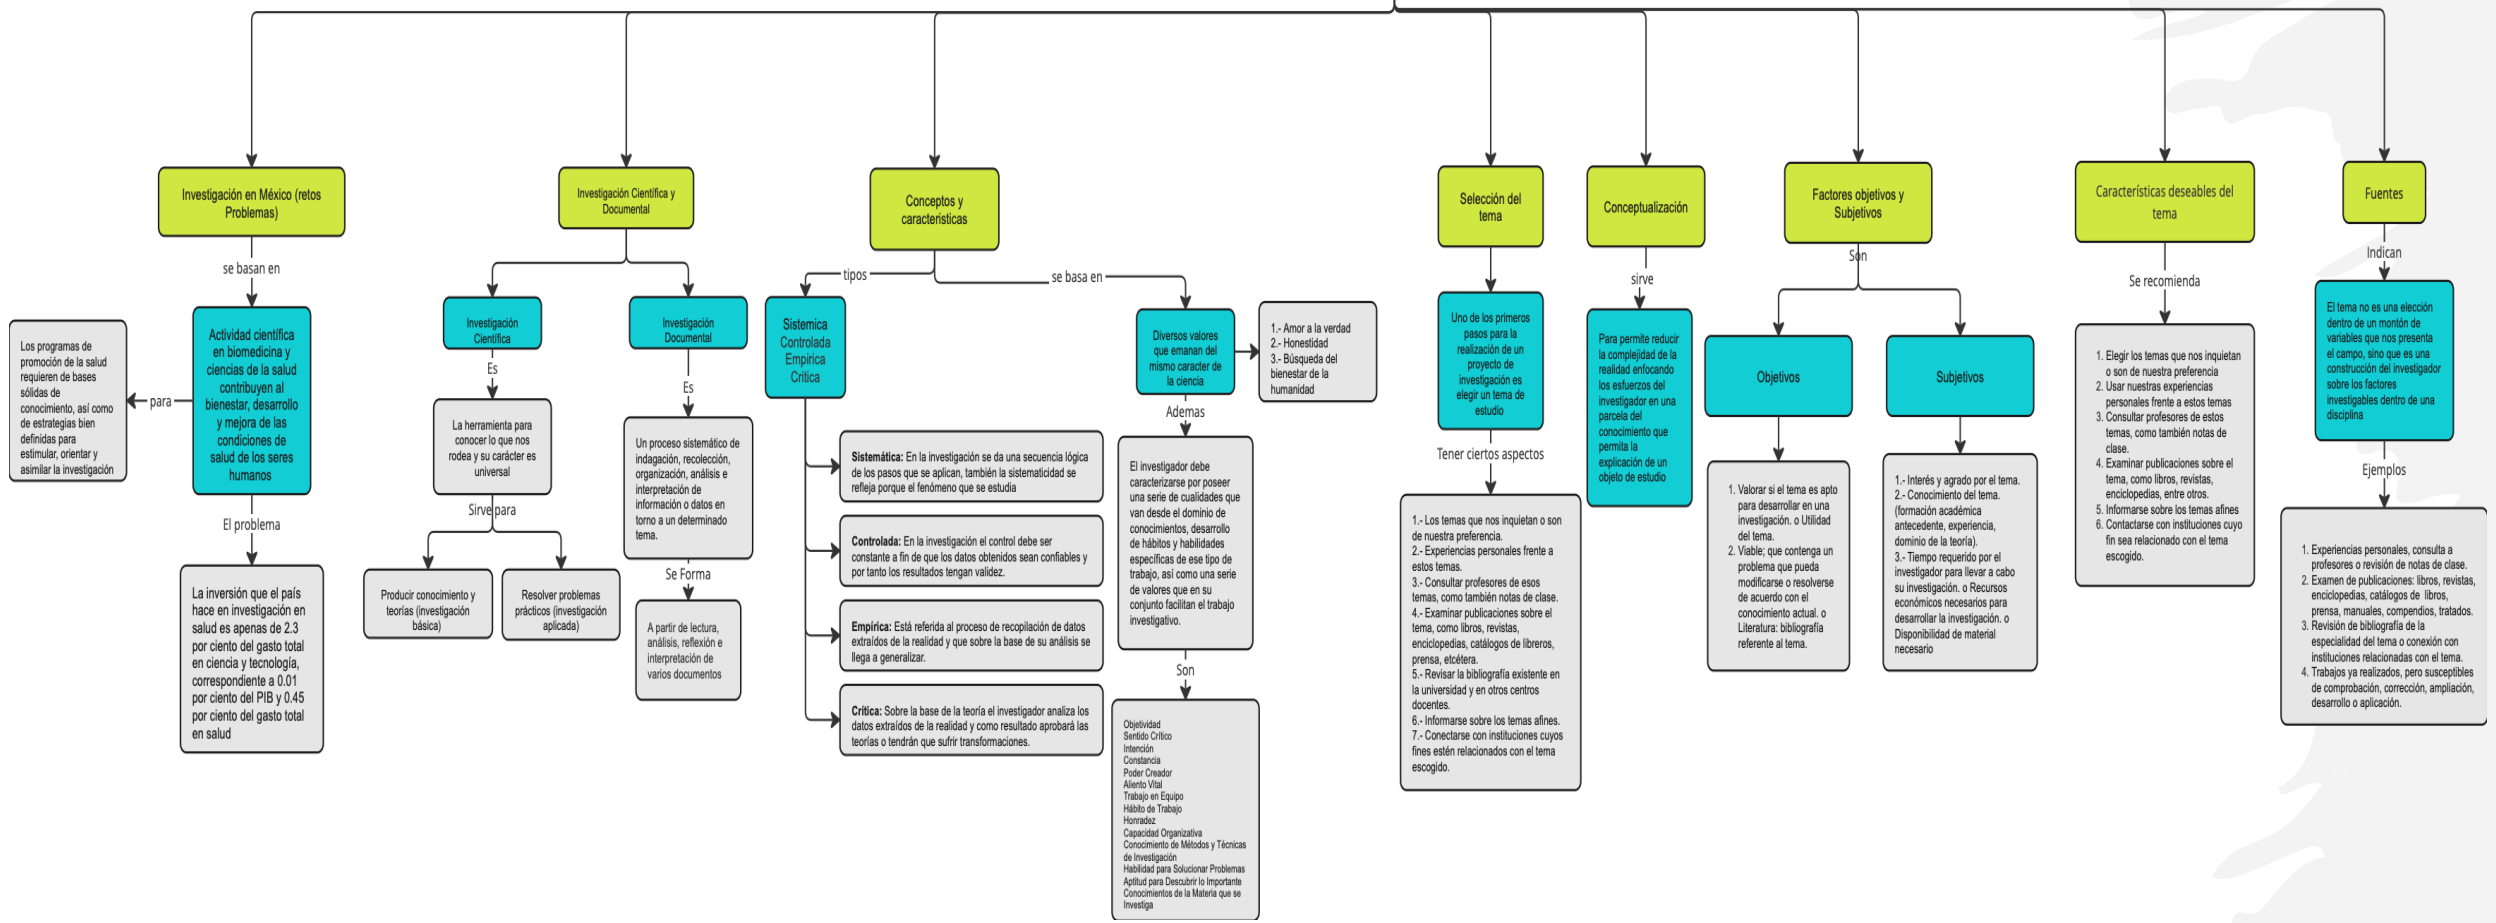 Investigación en México (retos
Problemas)
se basan en
Actividad científica
en biomedicina y
ciencias de la salud
contribuyen al
bienestar, desarrollo
y mejora de las
condiciones de
salud de los seres
humanos
para
Los programas de
promoción de la salud
requieren de bases
sólidas de
conocimiento, así como
de estrategias bien
definidas para
estimular, orientar y
asimilar la investigación
El problema
La inversión que el país
hace en investigación en
salud es apenas de 2.3
por ciento del gasto total
en ciencia y tecnología,
correspondiente a 0.01
por ciento del PIB y 0.45
por ciento del gasto total
en salud
Investigación Científica y
Documental
Investigación
Científica
Es
La herramienta para
conocer lo que nos
rodea y su carácter es
universal
Sirve para
Producir conocimiento y
teorías (investigación
básica)
Resolver problemas
prácticos (investigación
aplicada)
Investigación
Documental
Es
Un proceso sistemático de
indagación, recolección,
organización, análisis e
interpretación de
información o datos en
torno a un determinado
tema.
Se Forma
A partir de lectura,
análisis, reflexión e
interpretación de
varios documentos
Conceptos y
características
tipos
Sistemica
Controlada
Empirica
Critica
Sistemática: En la investigación se da una secuencia lógica
de los pasos que se aplican, también la sistematicidad se
refleja porque el fenómeno que se estudia
Controlada: En la investigación el control debe ser
constante a fin de que los datos obtenidos sean confiables y
por tanto los resultados tengan validez.
Empírica: Está referida al proceso de recopilación de datos
extraídos de la realidad y que sobre la base de su análisis se
llega a generalizar.
Crítica: Sobre la base de la teoría el investigador analiza los
datos extraídos de la realidad y como resultado aprobará las
teorías o tendrán que sufrir transformaciones.
se basa en
Diversos valores
que emanan del
mismo caracter de
la ciencia
1.- Amor a la verdad
2.- Honestidad
3.- Búsqueda del
bienestar de la
humanidad
Ademas
El investigador debe
caracterizarse por poseer
una serie de cualidades que
van desde el dominio de
conocimientos, desarrollo
de hábitos y habilidades
específicas de ese tipo de
trabajo, así como una serie
de valores que en su
conjunto facilitan el trabajo
investigativo.
Son
Objetividad
Sentido Crítico
Intención
Constancia
Poder Creador
Aliento Vital
Trabajo en Equipo
Hábito de Trabajo
Honradez
Capacidad Organizativa
Conocimiento de Métodos y Técnicas
de Investigación
Habilidad para Solucionar Problemas
Aptitud para Descubrir lo Importante
Conocimientos de la Materia que se
Investiga
Selección del
tema
Uno de los primeros
pasos para la
realización de un
proyecto de
investigación es
elegir un tema de
estudio
Tener ciertos aspectos
1.- Los temas que nos inquietan o son
de nuestra preferencia.
2.- Experiencias personales frente a
estos temas.
3.- Consultar profesores de esos
temas, como también notas de clase.
4.- Examinar publicaciones sobre el
tema, como libros, revistas,
enciclopedias, catálogos de libreros,
prensa, etcétera.
5.- Revisar la bibliografía existente en
la universidad y en otros centros
docentes.
6.- Informarse sobre los temas afines.
7.- Conectarse con instituciones cuyos
fines estén relacionados con el tema
escogido.
Conceptualización
sirve
Para permite reducir
la complejidad de la
realidad enfocando
los esfuerzos del
investigador en una
parcela del
conocimiento que
permita la
explicación de un
objeto de estudio
Factores objetivos y
Subjetivos
Son
Objetivos
1. Valorar si el tema es apto
para desarrollar en una
investigación. o Utilidad
del tema.
2. Viable; que contenga un
problema que pueda
modificarse o resolverse
de acuerdo con el
conocimiento actual. o
Literatura: bibliografía
referente al tema.
Subjetivos
1.- Interés y agrado por el tema.
2.- Conocimiento del tema.
(formación académica
antecedente, experiencia,
dominio de la teoría).
3.- Tiempo requerido por el
investigador para llevar a cabo
su investigación. o Recursos
económicos necesarios para
desarrollar la investigación. o
Disponibilidad de material
necesario
Características deseables del
tema
Se recomienda
1. Elegir los temas que nos inquietan
o son de nuestra preferencia
2. Usar nuestras experiencias
personales frente a estos temas
3. Consultar profesores de estos
temas, como también notas de
clase.
4. Examinar publicaciones sobre el
tema, como libros, revistas,
enciclopedias, entre otros.
5. Informarse sobre los temas afines
6. Contactarse con instituciones cuyo
fin sea relacionado con el tema
escogido.
Fuentes
Indican
El tema no es una elección
dentro de un montón de
variables que nos presenta
el campo, sino que es una
construcción del investigador
sobre los factores
investigables dentro de una
disciplina
Ejemplos
1. Experiencias personales, consulta a
profesores o revisión de notas de clase.
2. Examen de publicaciones: libros, revistas,
enciclopedias, catálogos de libros,
prensa, manuales, compendios, tratados.
3. Revisión de bibliografía de la
especialidad del tema o conexión con
instituciones relacionadas con el tema.
4. Trabajos ya realizados, pero susceptibles
de comprobación, corrección, ampliación,
desarrollo o aplicación.